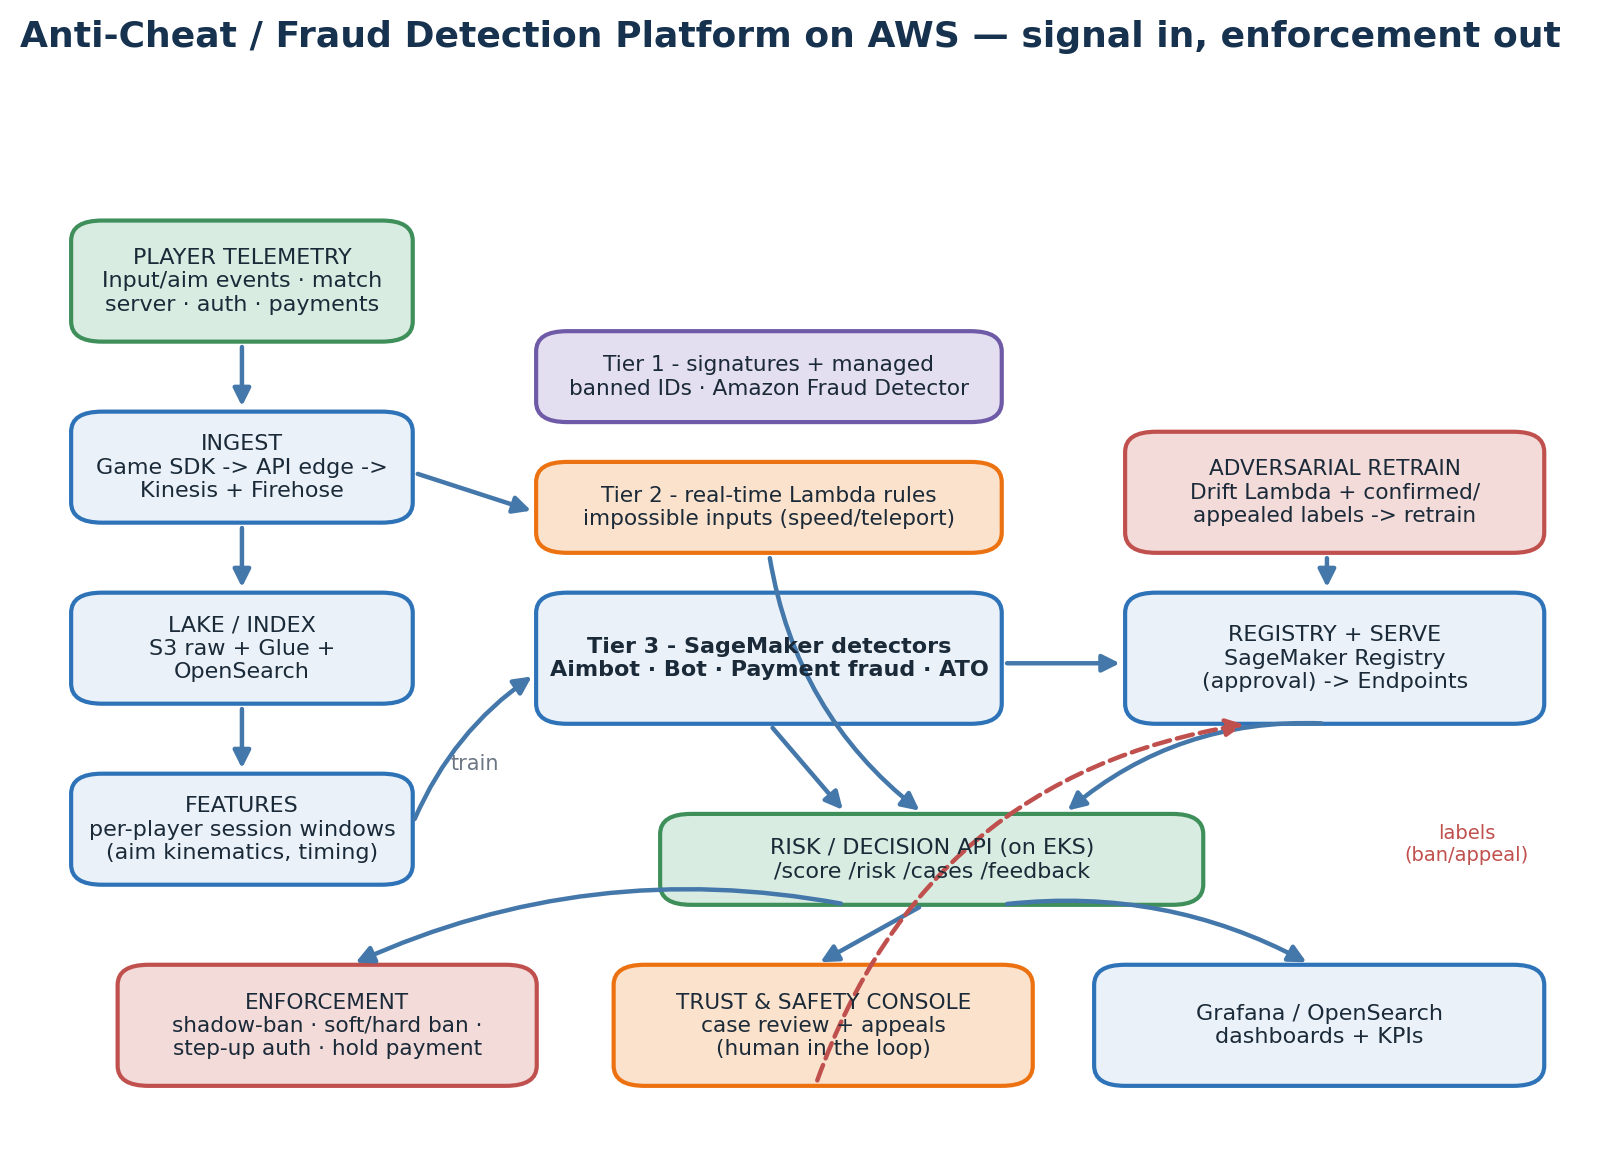 Anti-Cheat / Fraud Detection Platform on AWS — signal in, enforcement out
PLAYER TELEMETRY
Input/aim events · match
server · auth · payments
INGEST
Game SDK -> API edge ->
Kinesis + Firehose
LAKE / INDEX
S3 raw + Glue +
OpenSearch
FEATURES
per-player session windows
(aim kinematics, timing)
train
Tier 1 - signatures + managed
banned IDs · Amazon Fraud Detector
Tier 2 - real-time Lambda rules
impossible inputs (speed/teleport)
Tier 3 - SageMaker detectors
Aimbot · Bot · Payment fraud · ATO
ADVERSARIAL RETRAIN
Drift Lambda + confirmed/
appealed labels -> retrain
REGISTRY + SERVE
SageMaker Registry
(approval) -> Endpoints
RISK / DECISION API (on EKS)
/score /risk /cases /feedback
labels
(ban/appeal)
ENFORCEMENT
shadow-ban · soft/hard ban ·
step-up auth · hold payment
TRUST & SAFETY CONSOLE
case review + appeals
(human in the loop)
Grafana / OpenSearch
dashboards + KPIs